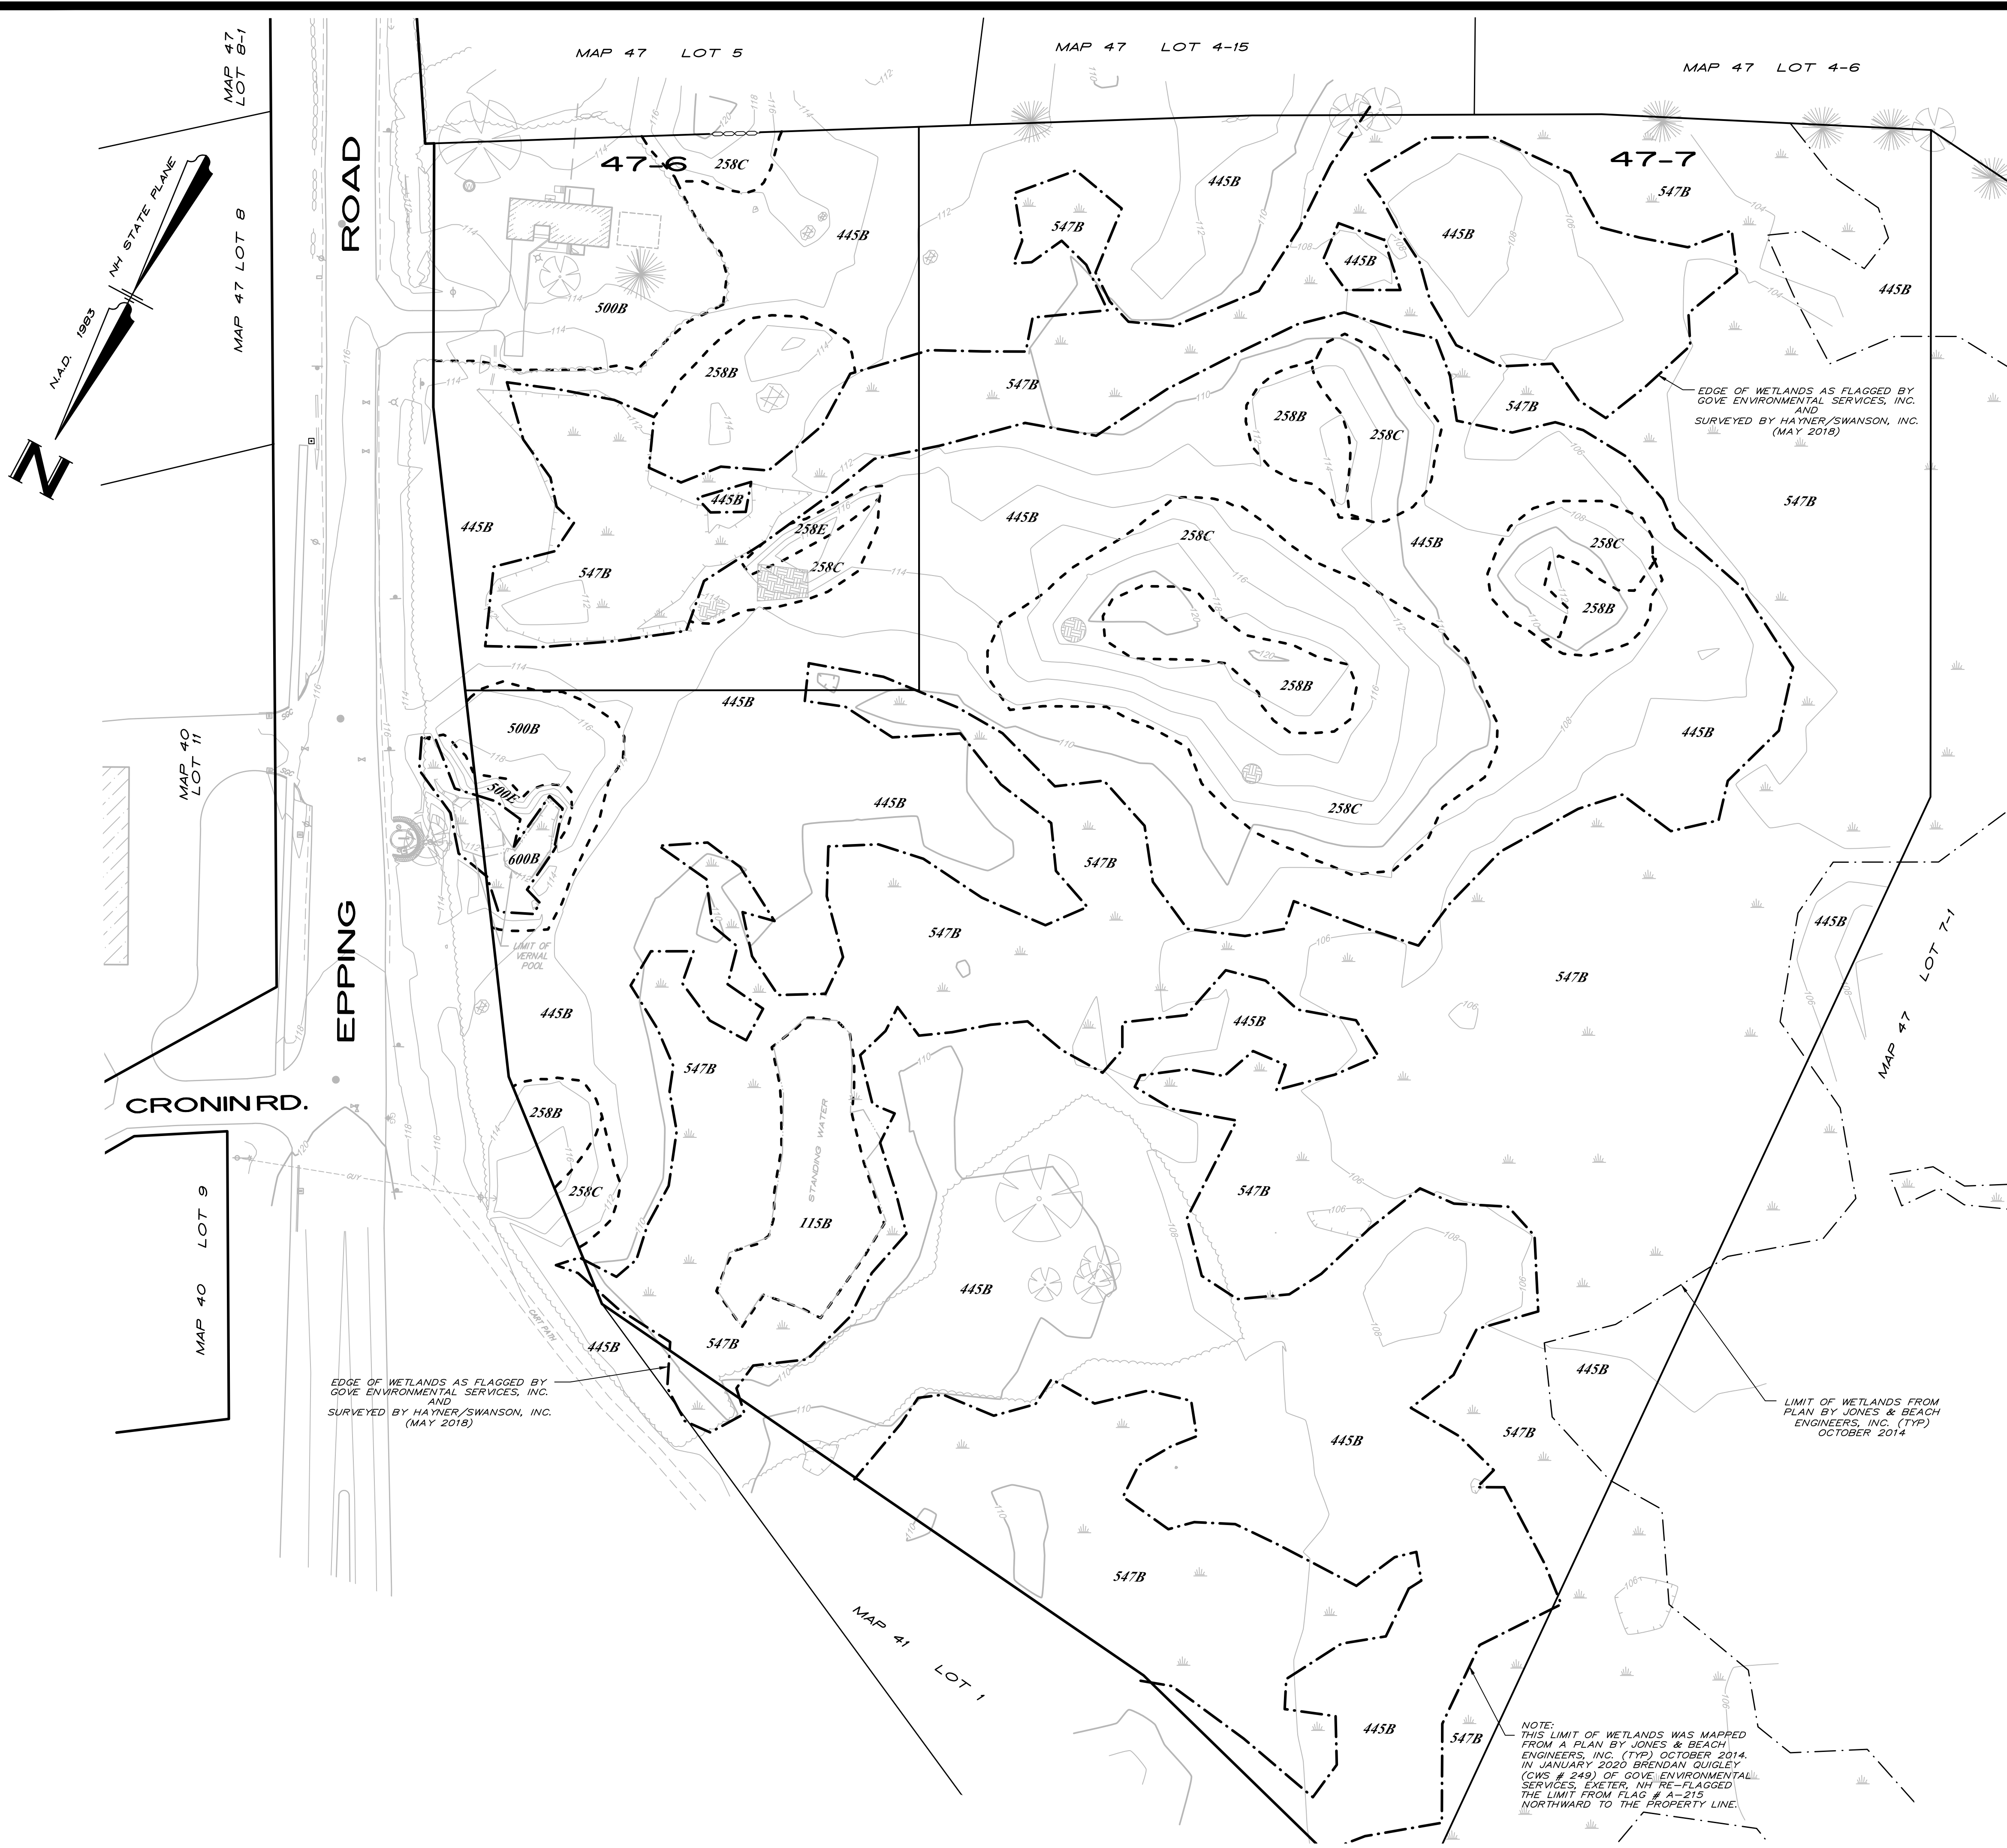 MAP 47
LOT 8-1
MAP 47 LOT 5
MAP 47 LOT 4-15
MAP 47 LOT 4-6
ROAD
47-6
47-7
258C
445B
547B
445B
547B
445B
445B
547B
445B
NH STATE PLANE
N.A.D. 1983
N
MAP 47 LOT 8
500B
258B
547B
258B
258C
547B
EDGE OF WETLANDS AS FLAGGED BY
GOVE ENVIRONMENTAL SERVICES, INC.
AND
SURVEYED BY HAYNER/SWANSON, INC.
(MAY 2018)
445B
445B
258E
258C
547B
445B
258C
445B
258C
258B
547B
258B
445B
445B
MAP 40
LOT 11
500B
500E
600B
445B
258C
547B
547B
547B
445B
LIMIT OF
VERNAL
POOL
EPPING
445B
445B
MAP 47 LOT 7-1
547B
CRONIN RD.
258B
258C
STANDING WATER
115B
547B
GUY
CART PATH
MAP 40 LOT 9
445B
445B
547B
445B
EDGE OF WETLANDS AS FLAGGED BY
GOVE ENVIRONMENTAL SERVICES, INC.
AND
SURVEYED BY HAYNER/SWANSON, INC.
(MAY 2018)
LIMIT OF WETLANDS FROM
PLAN BY JONES & BEACH
ENGINEERS, INC. (TYP)
OCTOBER 2014
445B
547B
547B
MAP 41 LOT 1
445B
547B
NOTE:
THIS LIMIT OF WETLANDS WAS MAPPED
FROM A PLAN BY JONES & BEACH
ENGINEERS, INC. (TYP) OCTOBER 2014.
IN JANUARY 2020 BRENDAN QUIGLEY
(CWS # 249) OF GOVE ENVIRONMENTAL
SERVICES, EXETER, NH RE-FLAGGED
THE LIMIT FROM FLAG # A-215
NORTHWARD TO THE PROPERTY LINE.